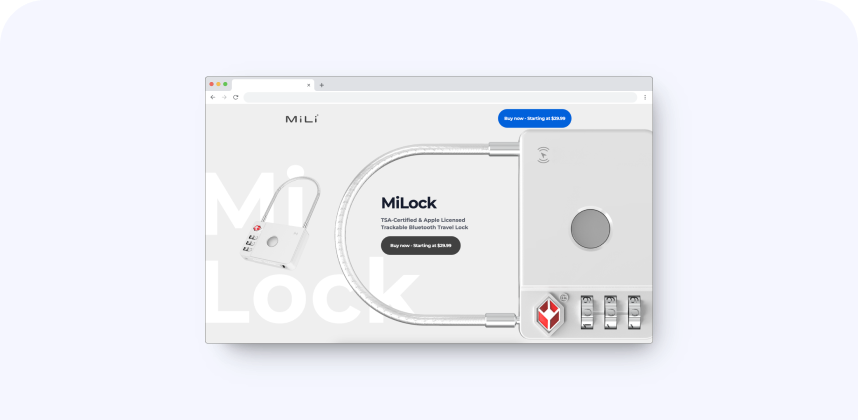 MiLi
Buy now - Starting at $29.99
Mi
Lock
MiLock
TSA-Certified & Apple Licensed
Trackable Bluetooth Travel Lock
Buy now - Starting at $29.99